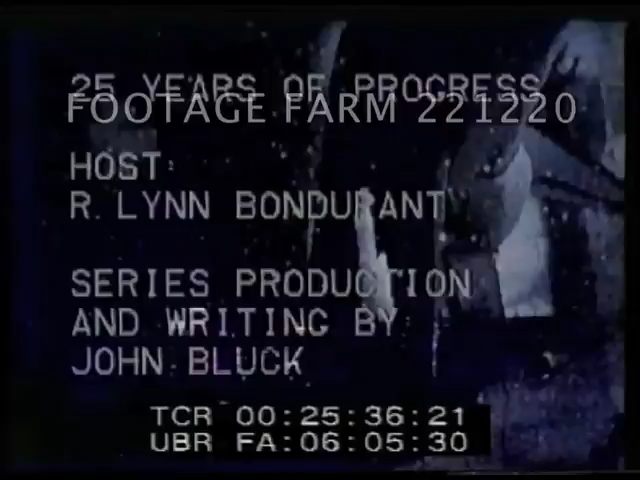 25 YEARS OF PROGRESS
FOOTAGE FARM 221220
HOST:
R. LYNN BONDURANT
SERIES PRODUCTION
AND WRITING BY
JOHN BLUCK
TCR 00:25:36:21
UBR FA:06:05:30